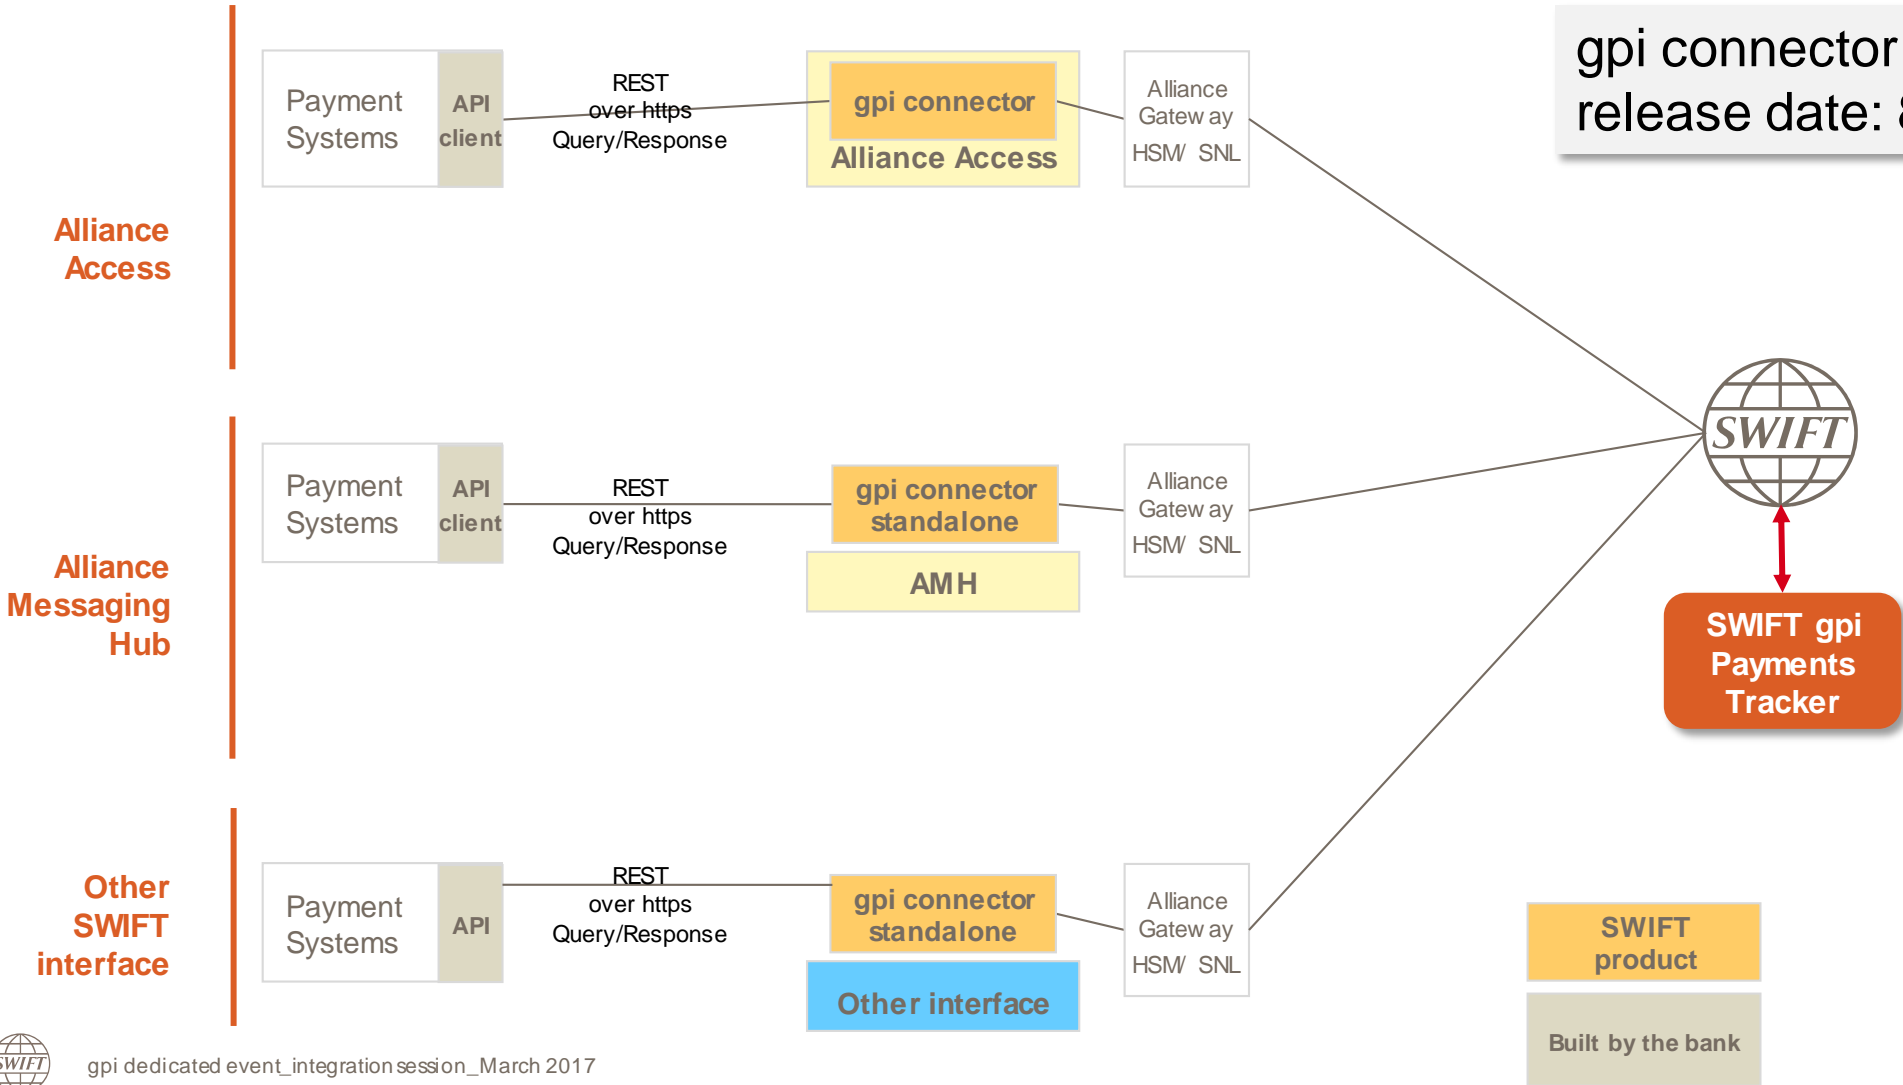 gpi connector
release date: 8
Alliance
Access
Payment
Systems
API
client
REST
over https
Query/Response
gpi connector
Alliance Access
Alliance
Gateway
HSM/ SNL
SWIFT
SWIFT gpi
Payments
Tracker
Alliance
Messaging
Hub
Payment
Systems
API
client
REST
over https
Query/Response
gpi connector
standalone
AMH
Alliance
Gateway
HSM/ SNL
Other
SWIFT
interface
Payment
Systems
API
REST
over https
Query/Response
gpi connector
standalone
Other interface
Alliance
Gateway
HSM/ SNL
SWIFT
product
Built by the bank
SWIFT
gpi dedicated event_integration session_March 2017